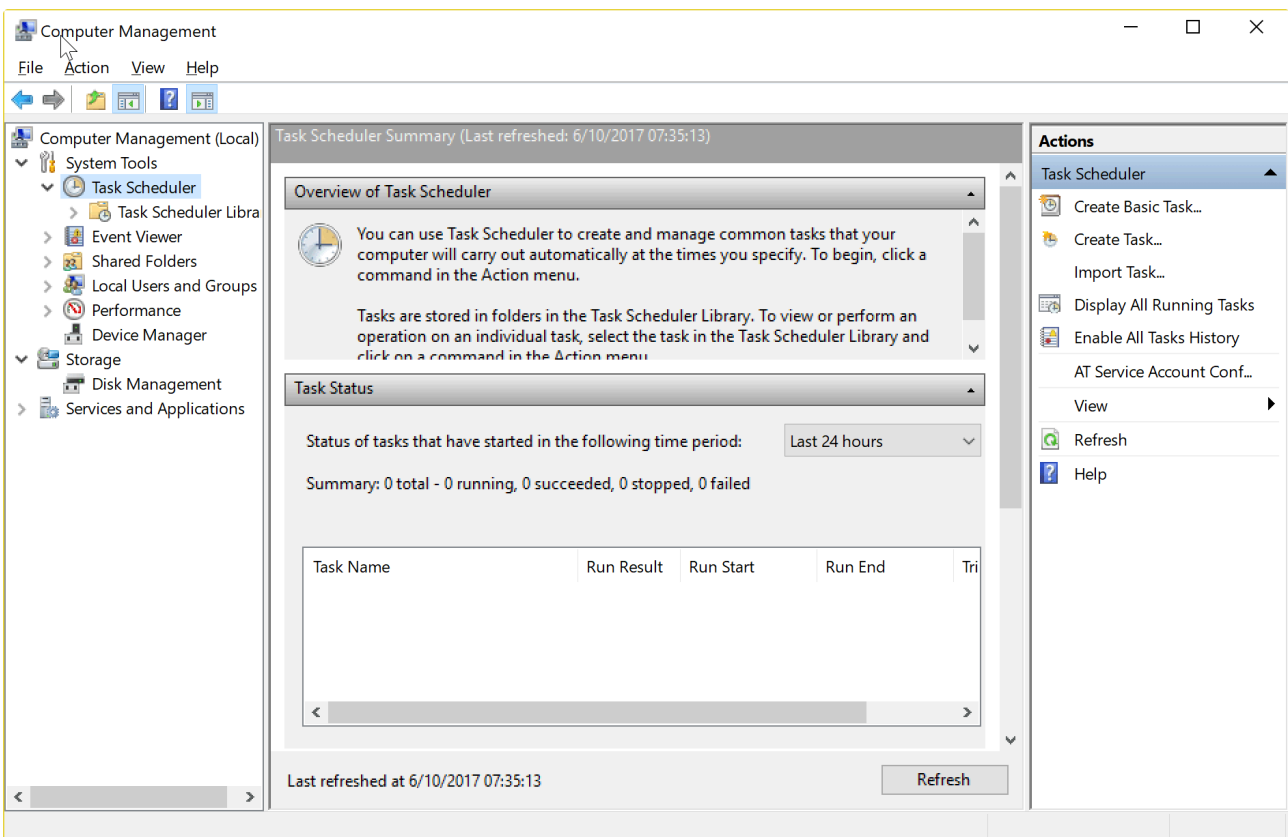 Computer Management
File Action View Help
Computer Management (Local)
System Tools
Task Scheduler
Task Scheduler Libra
Event Viewer
Shared Folders
Local Users and Groups
Performance
Device Manager
Storage
Disk Management
Services and Applications
Task Scheduler Summary (Last refreshed: 6/10/2017 07:35:13)
Overview of Task Scheduler
You can use Task Scheduler to create and manage common tasks that your
computer will carry out automatically at the times you specify. To begin, click a
command in the Action menu.
Tasks are stored in folders in the Task Scheduler Library. To view or perform an
operation on an individual task, select the task in the Task Scheduler Library and
click on a command in the Action menu.
Task Status
Status of tasks that have started in the following time period: Last 24 hours
Summary: 0 total - 0 running, 0 succeeded, 0 stopped, 0 failed
Task Name Run Result Run Start Run End Tri
Last refreshed at 6/10/2017 07:35:13 Refresh
Actions
Task Scheduler
Create Basic Task...
Create Task...
Import Task...
Display All Running Tasks
Enable All Tasks History
AT Service Account Conf...
View
Refresh
Help